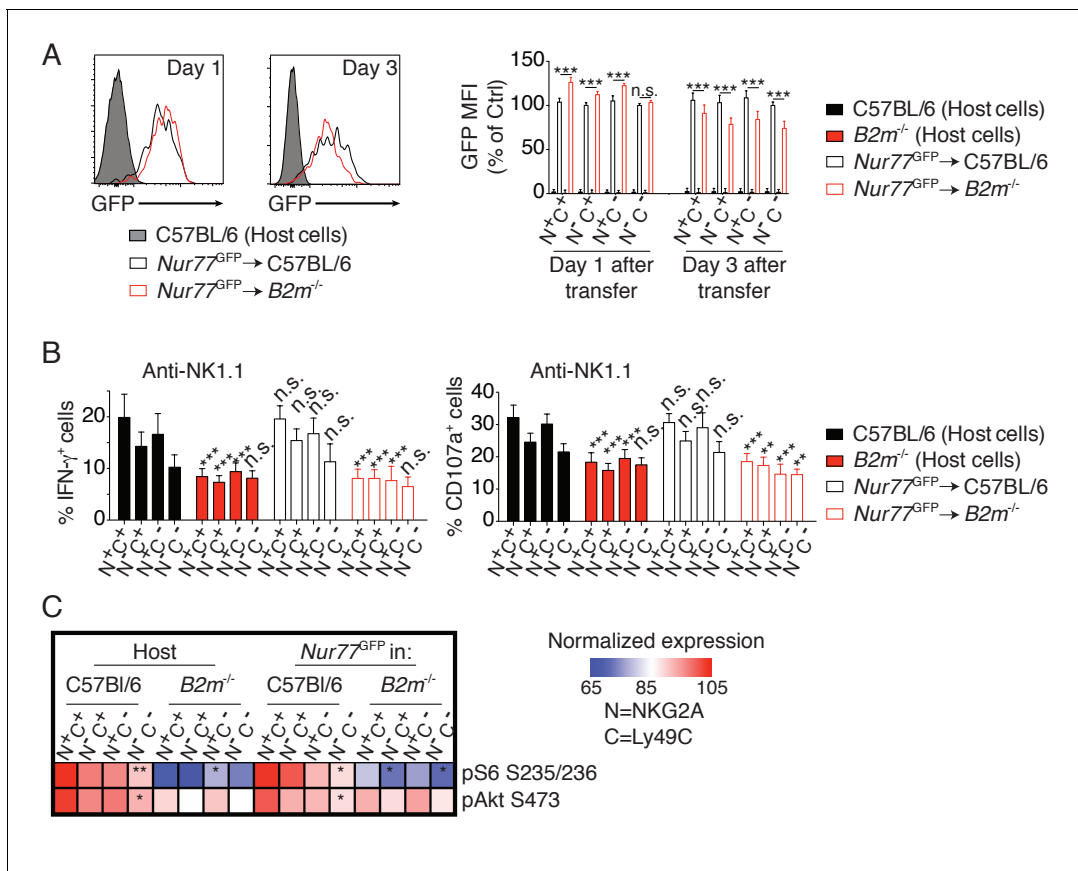 A
Day 1
Day 3
GFP
GFP
C57BL/6 (Host cells)
Nur77GFP→C57BL/6
Nur77GFP→B2m-/-
GFP MFI
(% of Ctrl)
150
100
50
0
*** *** *** n.s.
*** *** *** ***
N+C+ N-C+ N+C- N-C-
N+C+ N-C+ N+C- N-C-
Day 1 after
transfer
Day 3 after
transfer
C57BL/6 (Host cells)
B2m-/- (Host cells)
Nur77GFP→C57BL/6
Nur77GFP→B2m-/-
B
Anti-NK1.1
% IFN-γ+ cells
20
10
0
*** *** *** n.s.
n.s. n.s. n.s. n.s.
*** *** *** n.s.
N+C+ N-C+ N+C- N-C-
N+C+ N-C+ N+C- N-C-
N+C+ N-C+ N+C- N-C-
N+C+ N-C+ N+C- N-C-
Anti-NK1.1
% CD107a+ cells
40
30
20
10
0
*** *** *** n.s.
n.s. n.s. n.s. n.s.
*** ** *** **
N+C+ N-C+ N+C- N-C-
N+C+ N-C+ N+C- N-C-
N+C+ N-C+ N+C- N-C-
N+C+ N-C+ N+C- N-C-
C57BL/6 (Host cells)
B2m-/- (Host cells)
Nur77GFP→C57BL/6
Nur77GFP→B2m-/-
C
Host
Nur77GFP in:
C57Bl/6 B2m-/- C57Bl/6 B2m-/-
N+C+ N-C+ N+C- N-C- N+C+ N-C+ N+C- N-C- N+C+ N-C+ N+C- N-C- N+C+ N-C+ N+C- N-C-
** * * * * pS6 S235/236
* * pAkt S473
Normalized expression
65 85 105
N=NKG2A
C=Ly49C